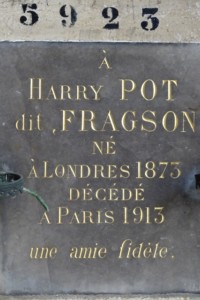 5923
À
HARRY POT
dit, FRAGSON
NÉ
À LONDRES 1873
DÉCÉDÉ
A PARIS 1913
une amie fidèle.